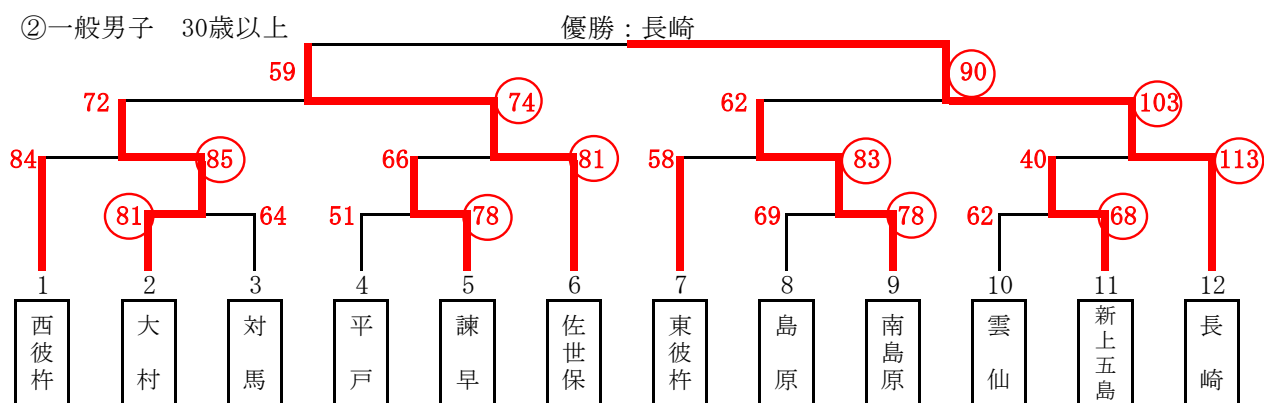 ②一般男子　30歳以上　優勝：長崎
59 90
72 74 62 103
84 85 66 81 58 83 40 113
81 64 51 78 69 78 62 68
1 2 3 4 5 6 7 8 9 10 11 12
西彼杵
大村
対馬
平戸
諫早
佐世保
東彼杵
島原
南島原
雲仙
新上五島
長崎